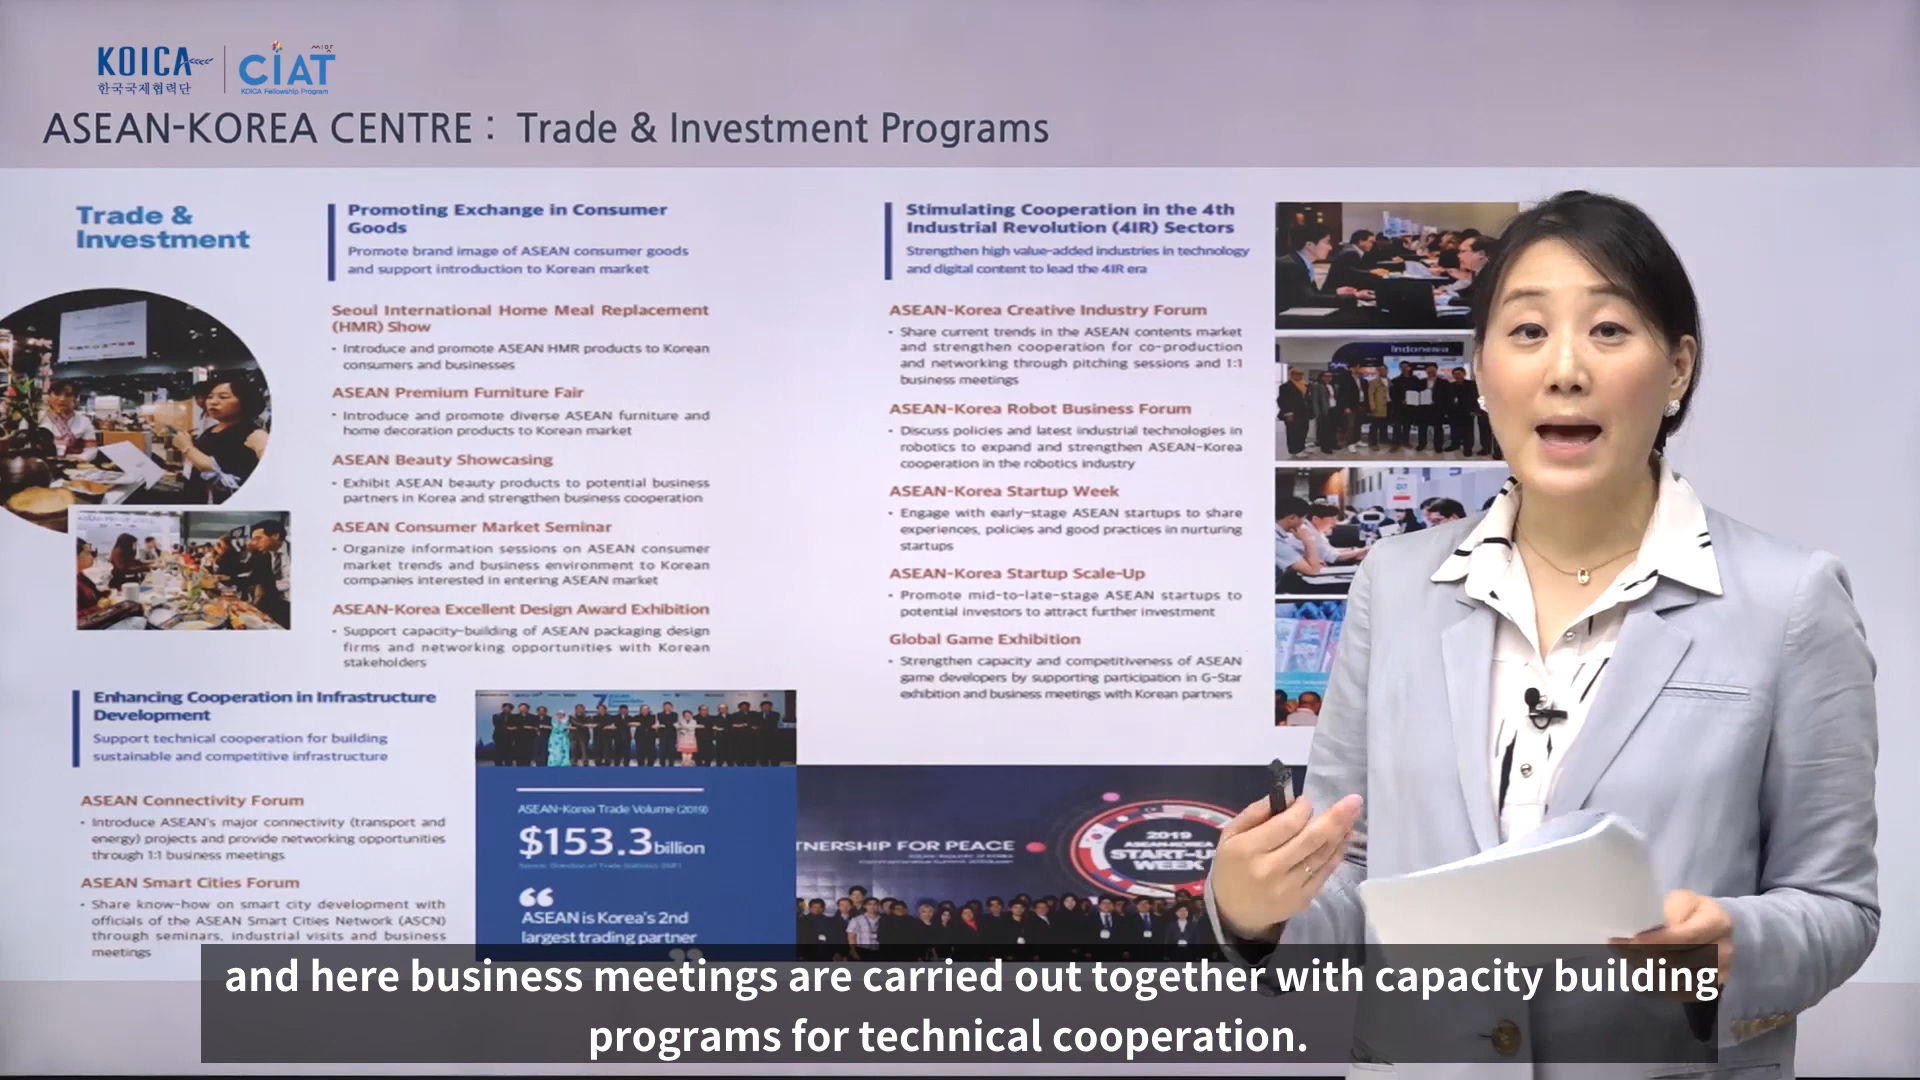 KOICA
한국국제협력단
CIAT
KOICA Fellowship Program
ASEAN-KOREA CENTRE : Trade & Investment Programs
Trade &
Investment
Promoting Exchange in Consumer
Goods
Promote brand image of ASEAN consumer goods
and support introduction to Korean market
Seoul International Home Meal Replacement
(HMR) Show
• Introduce and promote ASEAN HMR products to Korean
consumers and businesses
ASEAN Premium Furniture Fair
• Introduce and promote diverse ASEAN furniture and
home decoration products to Korean market
ASEAN Beauty Showcasing
• Exhibit ASEAN beauty products to potential business
partners in Korea and strengthen business cooperation
ASEAN Consumer Market Seminar
• Organize information sessions on ASEAN consumer
market trends and business environment to Korean
companies interested in entering ASEAN market
ASEAN-Korea Excellent Design Award Exhibition
• Support capacity-building of ASEAN packaging design
firms and networking opportunities with Korean
stakeholders
Stimulating Cooperation in the 4th
Industrial Revolution (4IR) Sectors
Strengthen high value-added industries in technology
and digital content to lead the 4IR era
ASEAN-Korea Creative Industry Forum
• Share current trends in the ASEAN contents market
and strengthen cooperation for co-production
and networking through pitching sessions and 1:1
business meetings
ASEAN-Korea Robot Business Forum
• Discuss policies and latest industrial technologies in
robotics to expand and strengthen ASEAN-Korea
cooperation in the robotics industry
ASEAN-Korea Startup Week
• Engage with early-stage ASEAN startups to share
experiences, policies and good practices in nurturing
startups
ASEAN-Korea Startup Scale-Up
• Promote mid-to-late-stage ASEAN startups to
potential investors to attract further investment
Global Game Exhibition
• Strengthen capacity and competitiveness of ASEAN
game developers by supporting participation in G-Star
exhibition and business meetings with Korean partners
Indonesia
Enhancing Cooperation in Infrastructure
Development
Support technical cooperation for building
sustainable and competitive infrastructure
ASEAN Connectivity Forum
• Introduce ASEAN's major connectivity (transport and
energy) projects and provide networking opportunities
through 1:1 business meetings
ASEAN Smart Cities Forum
• Share know-how on smart city development with
officials of the ASEAN Smart Cities Network (ASCN)
through seminars, industrial visits and business
meetings
ASEAN-Korea Trade Volume (2019)
$153.3 billion
Source: Direction of Trade Statistics (IMF)
“
ASEAN is Korea's 2nd
largest trading partner
TNERSHIP FOR PEACE
2019
ASEAN-KOREA
START-U
WEEK
and here business meetings are carried out together with capacity building
programs for technical cooperation.